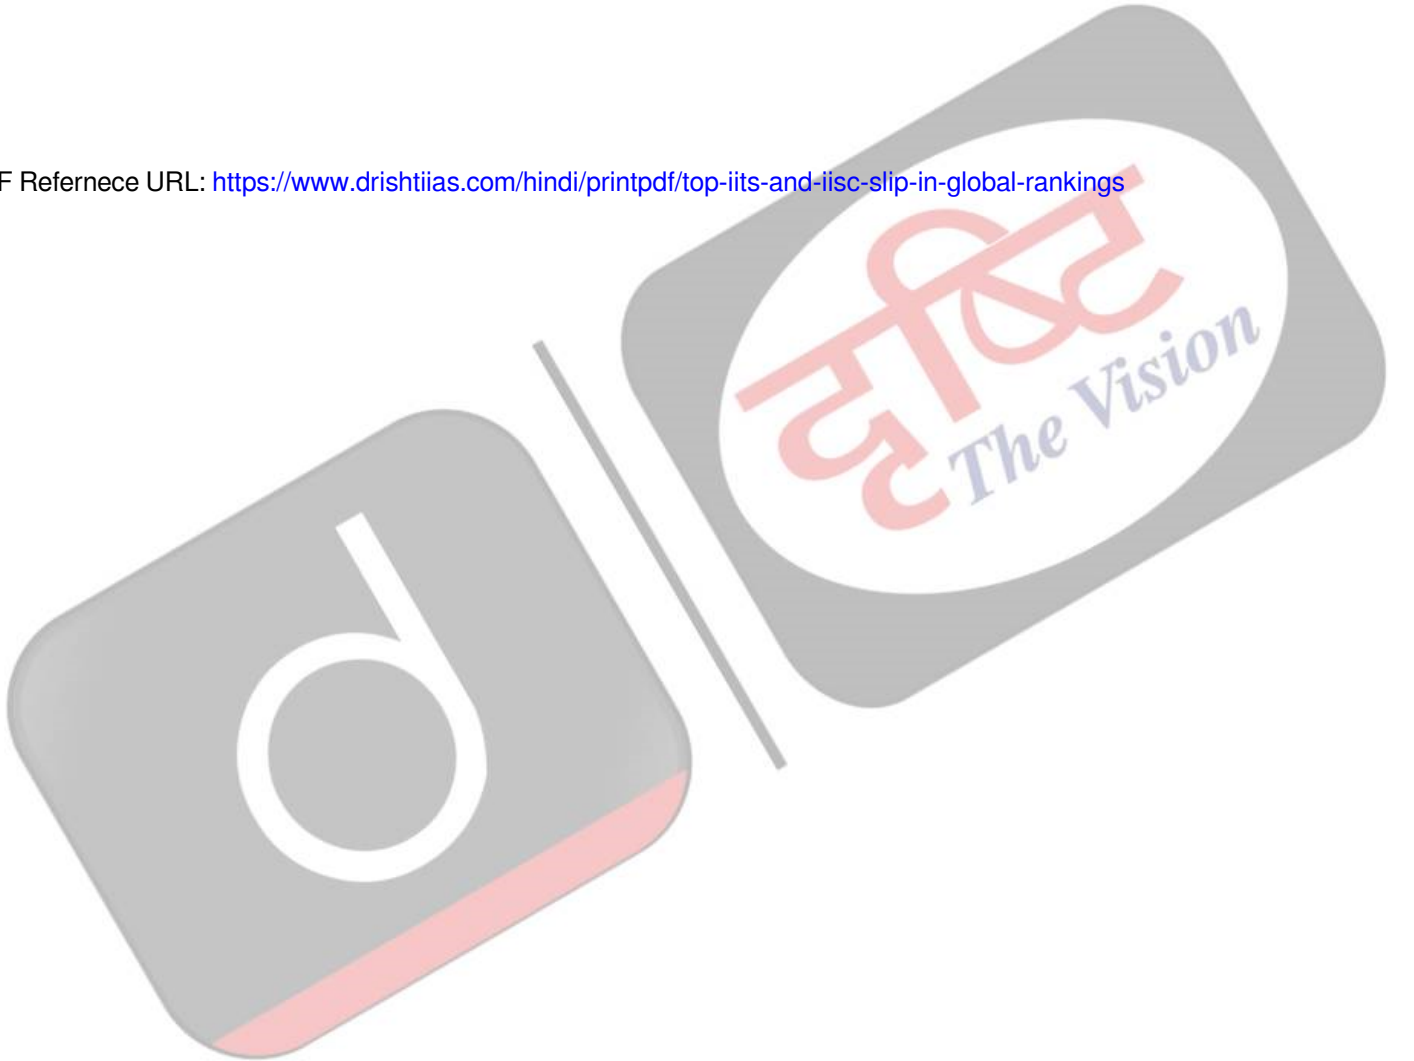 F Refernece URL: https://www.drishtiias.com/hindi/printpdf/top-iits-and-iisc-slip-in-global-rankings
दृष्टि
The Vision
d